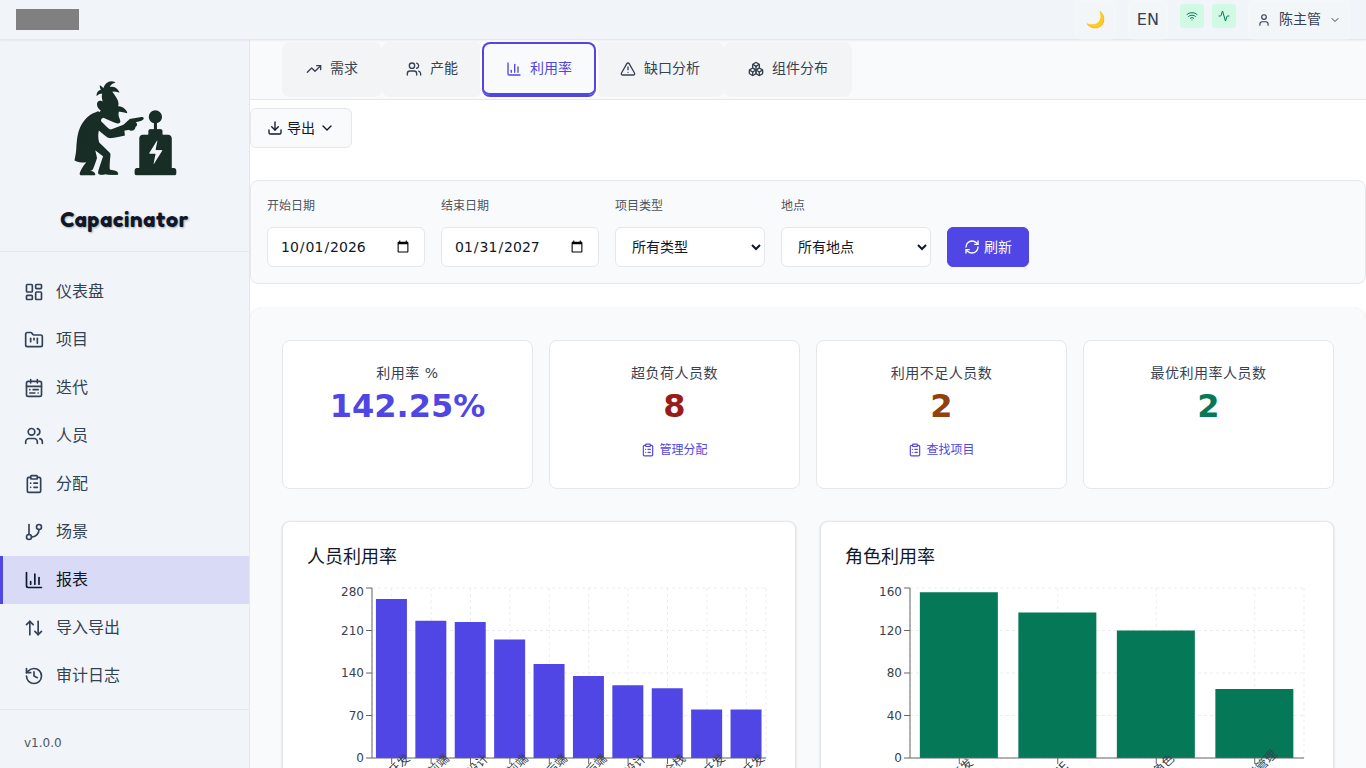 EN
陈主管
Capacinator
仪表盘
项目
迭代
人员
分配
场景
报表
导入导出
审计日志
v1.0.0
需求
产能
利用率
缺口分析
组件分布
导出
开始日期
结束日期
项目类型
地点
10/01/2026
01/31/2027
所有类型
所有地点
刷新
利用率 %
142.25%
超负荷人员数
8
管理分配
利用不足人员数
2
查找项目
最优利用率人员数
2
人员利用率
280
210
140
70
0
角色利用率
160
120
80
40
0